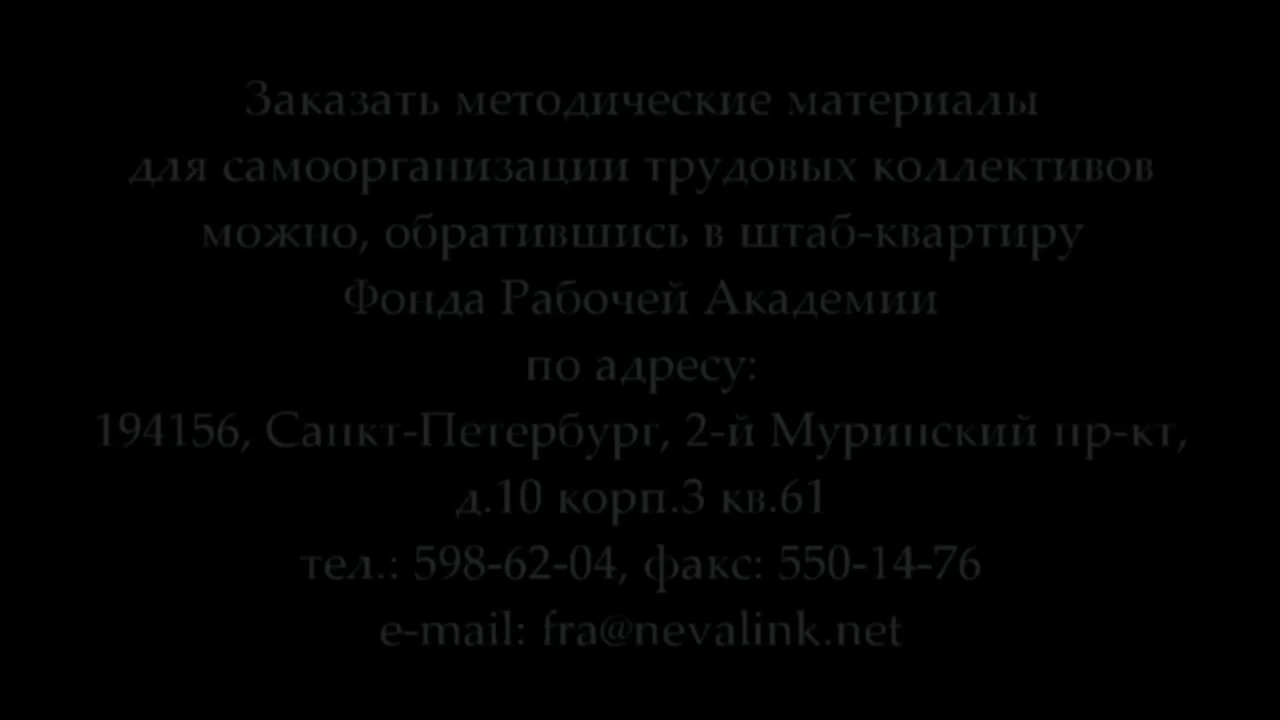 Заказать методические материалы
для самоорганизации трудовых коллективов
можно, обратившись в штаб-квартиру
Фонда Рабочей Академии
по адресу:
194156, Санкт-Петербург, 2-й Муринский пр-кт,
д.10 корп.3 кв.61
тел.: 598-62-04, факс: 550-14-76
e-mail: fra@nevalink.net